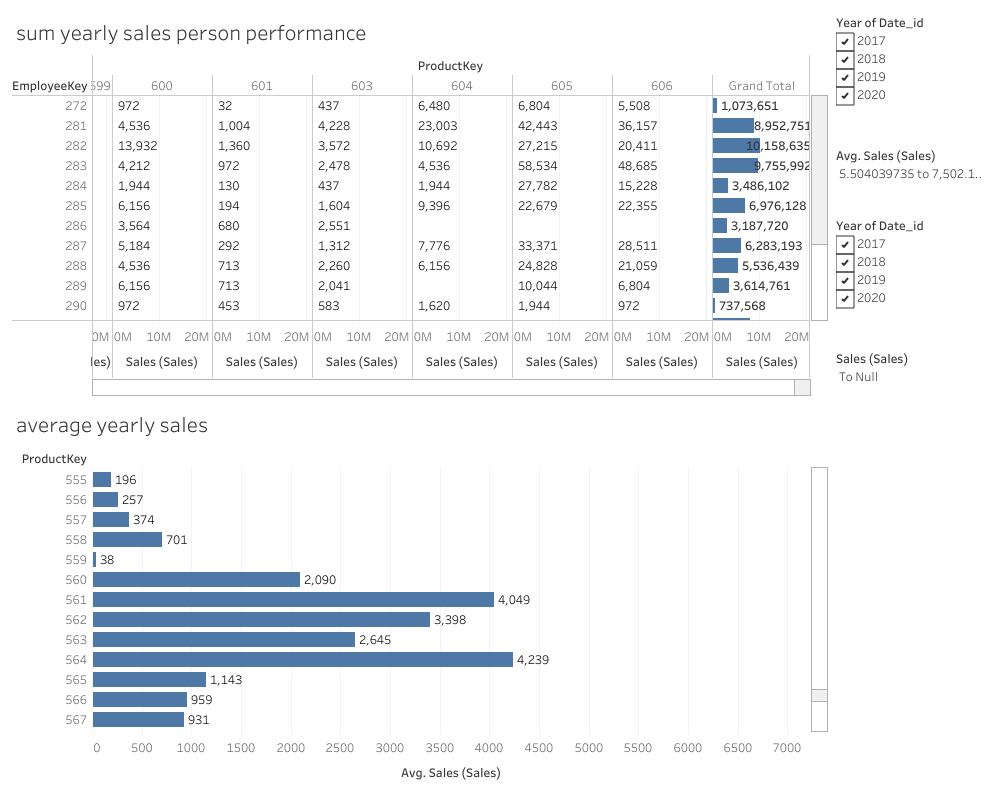 sum yearly sales person performance
ProductKey
EmployeeKey 599 600 601 603 604 605 606 Grand Total
272 972 32 437 6,480 6,804 5,508 1,073,651
281 4,536 1,004 4,228 23,003 42,443 36,157 8,952,751
282 13,932 1,360 3,572 10,692 27,215 20,411 10,158,635
283 4,212 972 2,478 4,536 58,534 48,685 9,755,992
284 1,944 130 437 1,944 27,782 15,228 3,486,102
285 6,156 194 1,604 9,396 22,679 22,355 6,976,128
286 3,564 680 2,551 3,187,720
287 5,184 292 1,312 7,776 33,371 28,511 6,283,193
288 4,536 713 2,260 6,156 24,828 21,059 5,536,439
289 6,156 713 2,041 10,044 6,804 3,614,761
290 972 453 583 1,620 1,944 972 737,568
0M 0M 10M 20M 0M 10M 20M 0M 10M 20M 0M 10M 20M 0M 10M 20M 0M 10M 20M 0M 10M 20M
les) Sales (Sales) Sales (Sales) Sales (Sales) Sales (Sales) Sales (Sales) Sales (Sales) Sales (Sales)
Year of Date_id
2017
2018
2019
2020
Avg. Sales (Sales)
5.504039735 to 7,502.1..
Year of Date_id
2017
2018
2019
2020
Sales (Sales)
To Null
average yearly sales
ProductKey
555 196
556 257
557 374
558 701
559 38
560 2,090
561 4,049
562 3,398
563 2,645
564 4,239
565 1,143
566 959
567 931
0 500 1000 1500 2000 2500 3000 3500 4000 4500 5000 5500 6000 6500 7000
Avg. Sales (Sales)